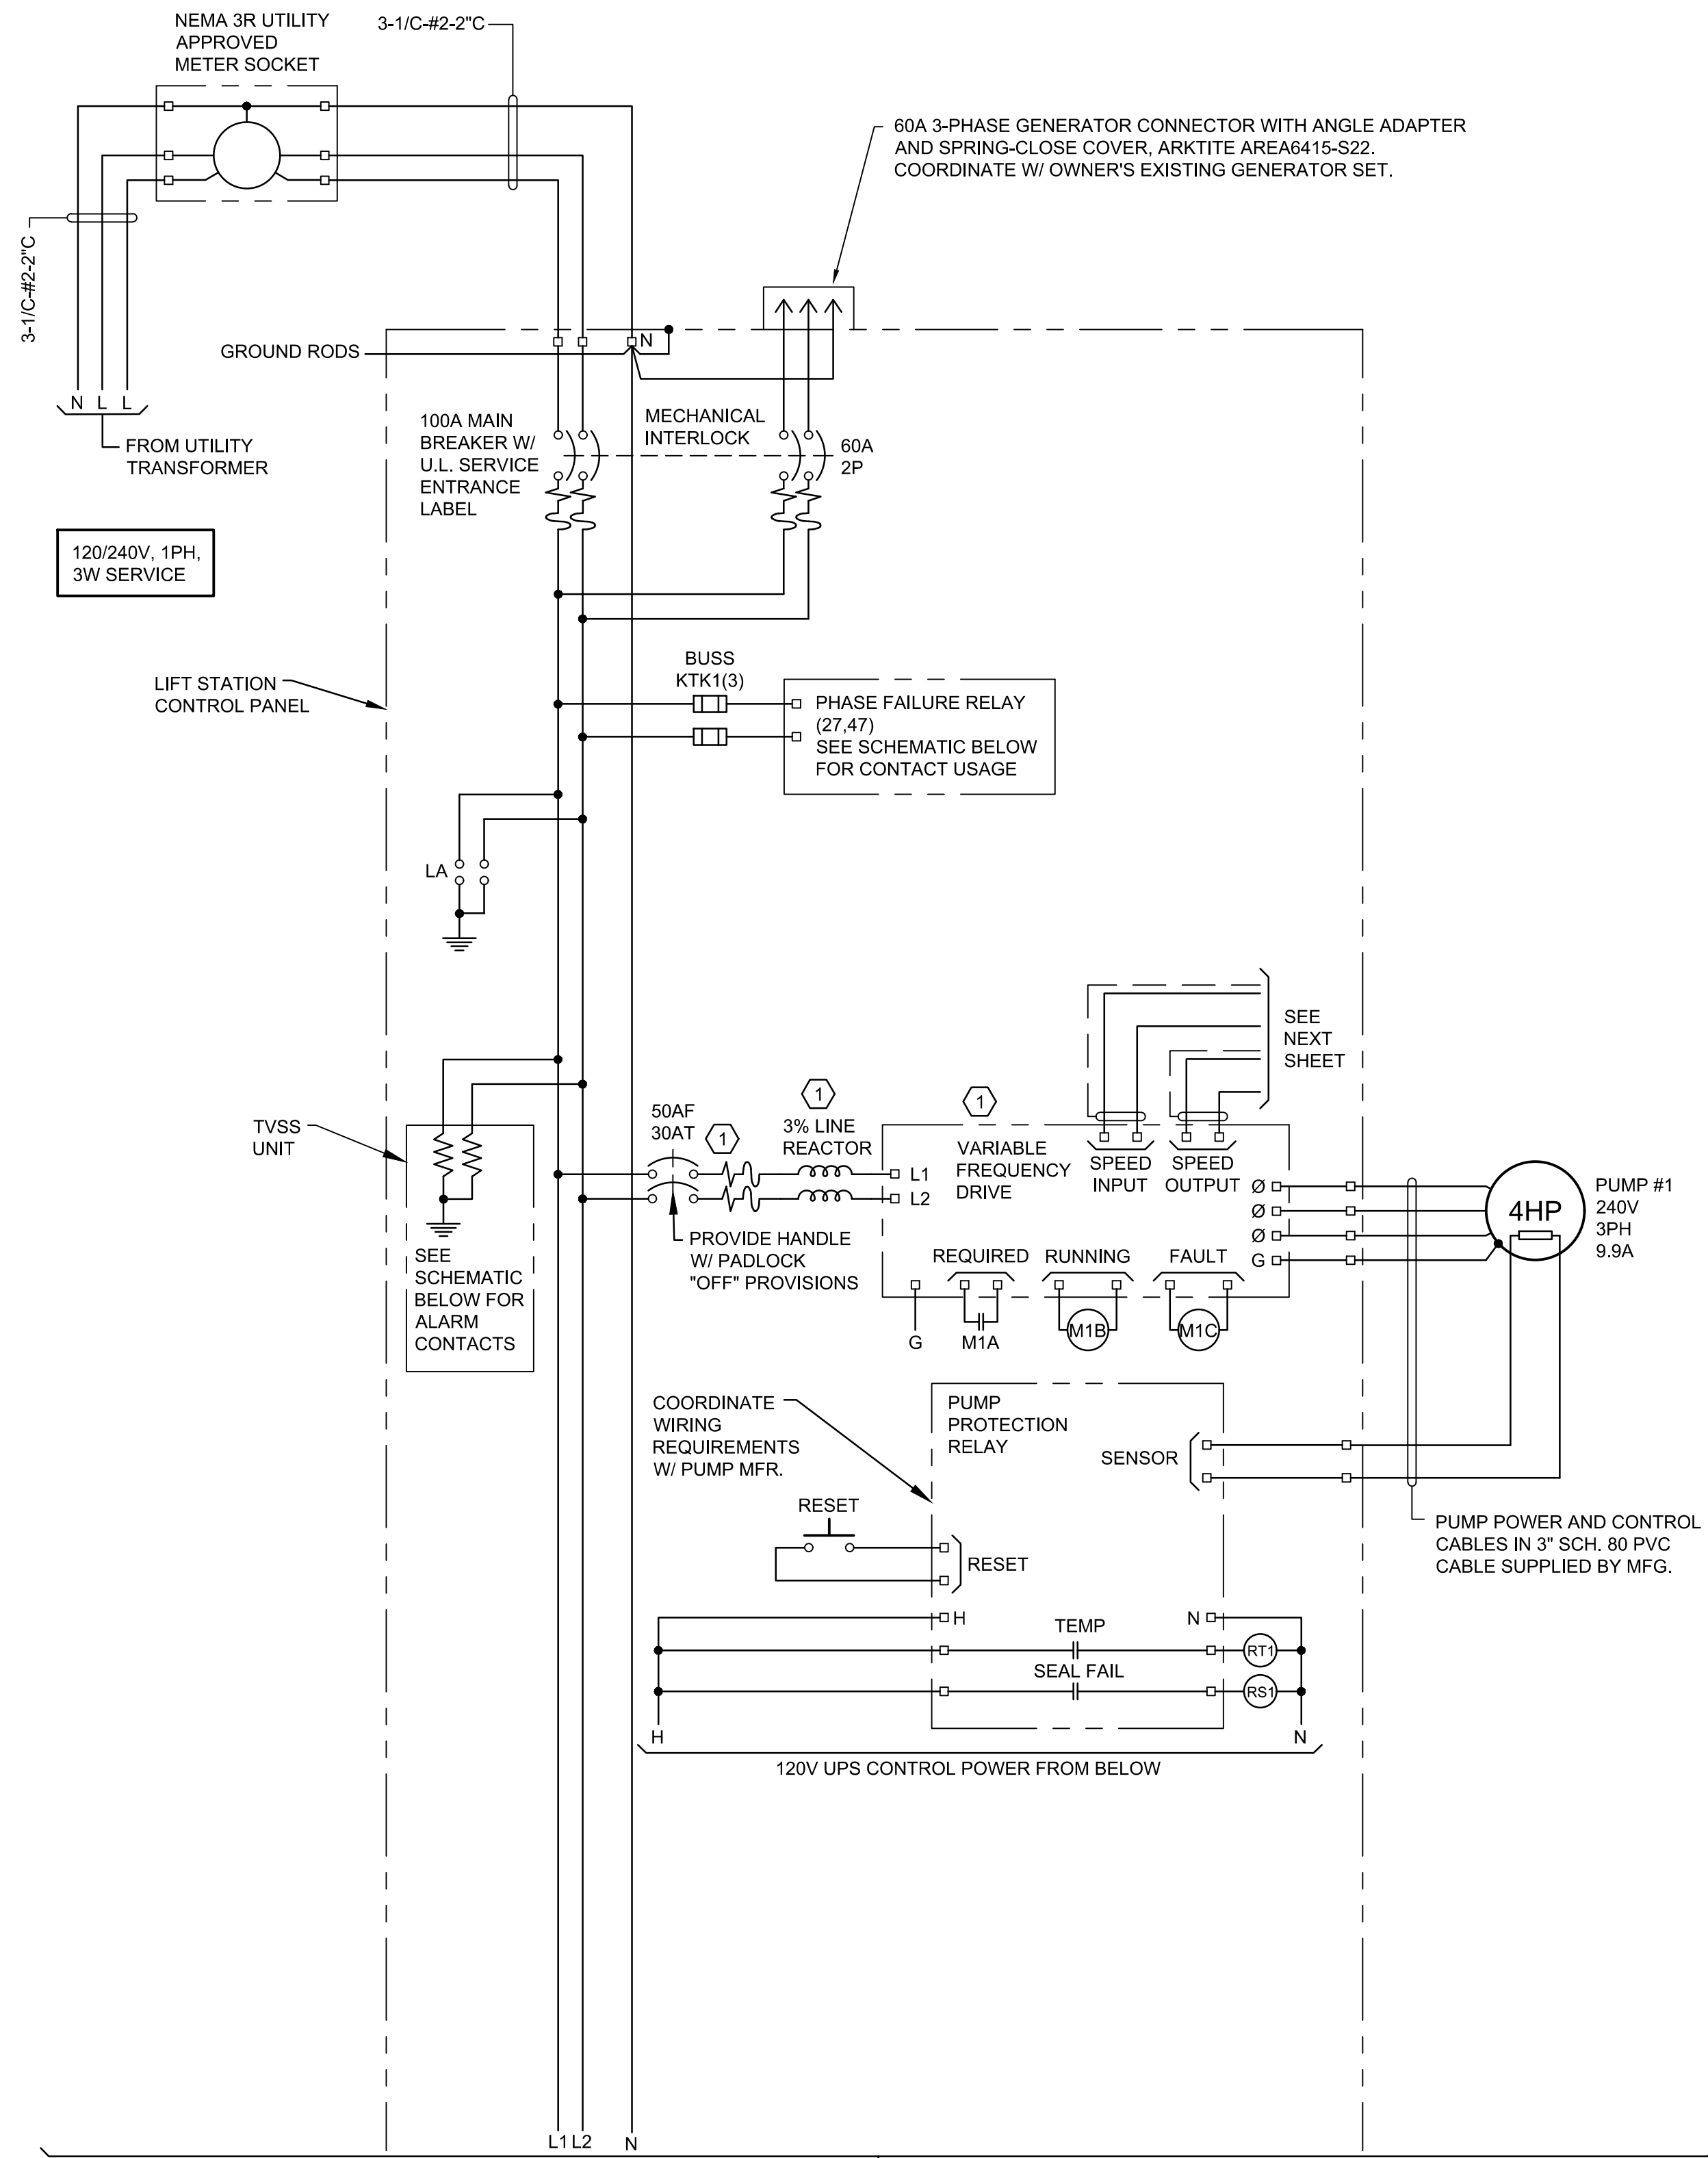 NEMA 3R UTILITY
APPROVED
METER SOCKET
3-1/C-#2-2"C
60A 3-PHASE GENERATOR CONNECTOR WITH ANGLE ADAPTER
AND SPRING-CLOSE COVER, ARKTITE AREA6415-S22.
COORDINATE W/ OWNER'S EXISTING GENERATOR SET.
3-1/C-#2-2"C
N L L
FROM UTILITY
TRANSFORMER
GROUND RODS
N
100A MAIN
BREAKER W/
U.L. SERVICE
ENTRANCE
LABEL
MECHANICAL
INTERLOCK
60A
2P
120/240V, 1PH,
3W SERVICE
LIFT STATION
CONTROL PANEL
BUSS
KTK1(3)
PHASE FAILURE RELAY
(27,47)
SEE SCHEMATIC BELOW
FOR CONTACT USAGE
LA
SEE
NEXT
SHEET
TVSS
UNIT
SEE
SCHEMATIC
BELOW FOR
ALARM
CONTACTS
50AF
30AT
1
1
3% LINE
REACTOR
1
PROVIDE HANDLE
W/ PADLOCK
"OFF" PROVISIONS
L1
L2
VARIABLE
FREQUENCY
DRIVE
SPEED
INPUT
SPEED
OUTPUT
Ø
Ø
Ø
G
REQUIRED
RUNNING
FAULT
G
M1A
M1B
M1C
4HP
PUMP #1
240V
3PH
9.9A
COORDINATE
WIRING
REQUIREMENTS
W/ PUMP MFR.
PUMP
PROTECTION
RELAY
SENSOR
PUMP POWER AND CONTROL
CABLES IN 3" SCH. 80 PVC
CABLE SUPPLIED BY MFG.
RESET
RESET
H
N
TEMP
RT1
SEAL FAIL
RS1
H
N
120V UPS CONTROL POWER FROM BELOW
L1 L2 N